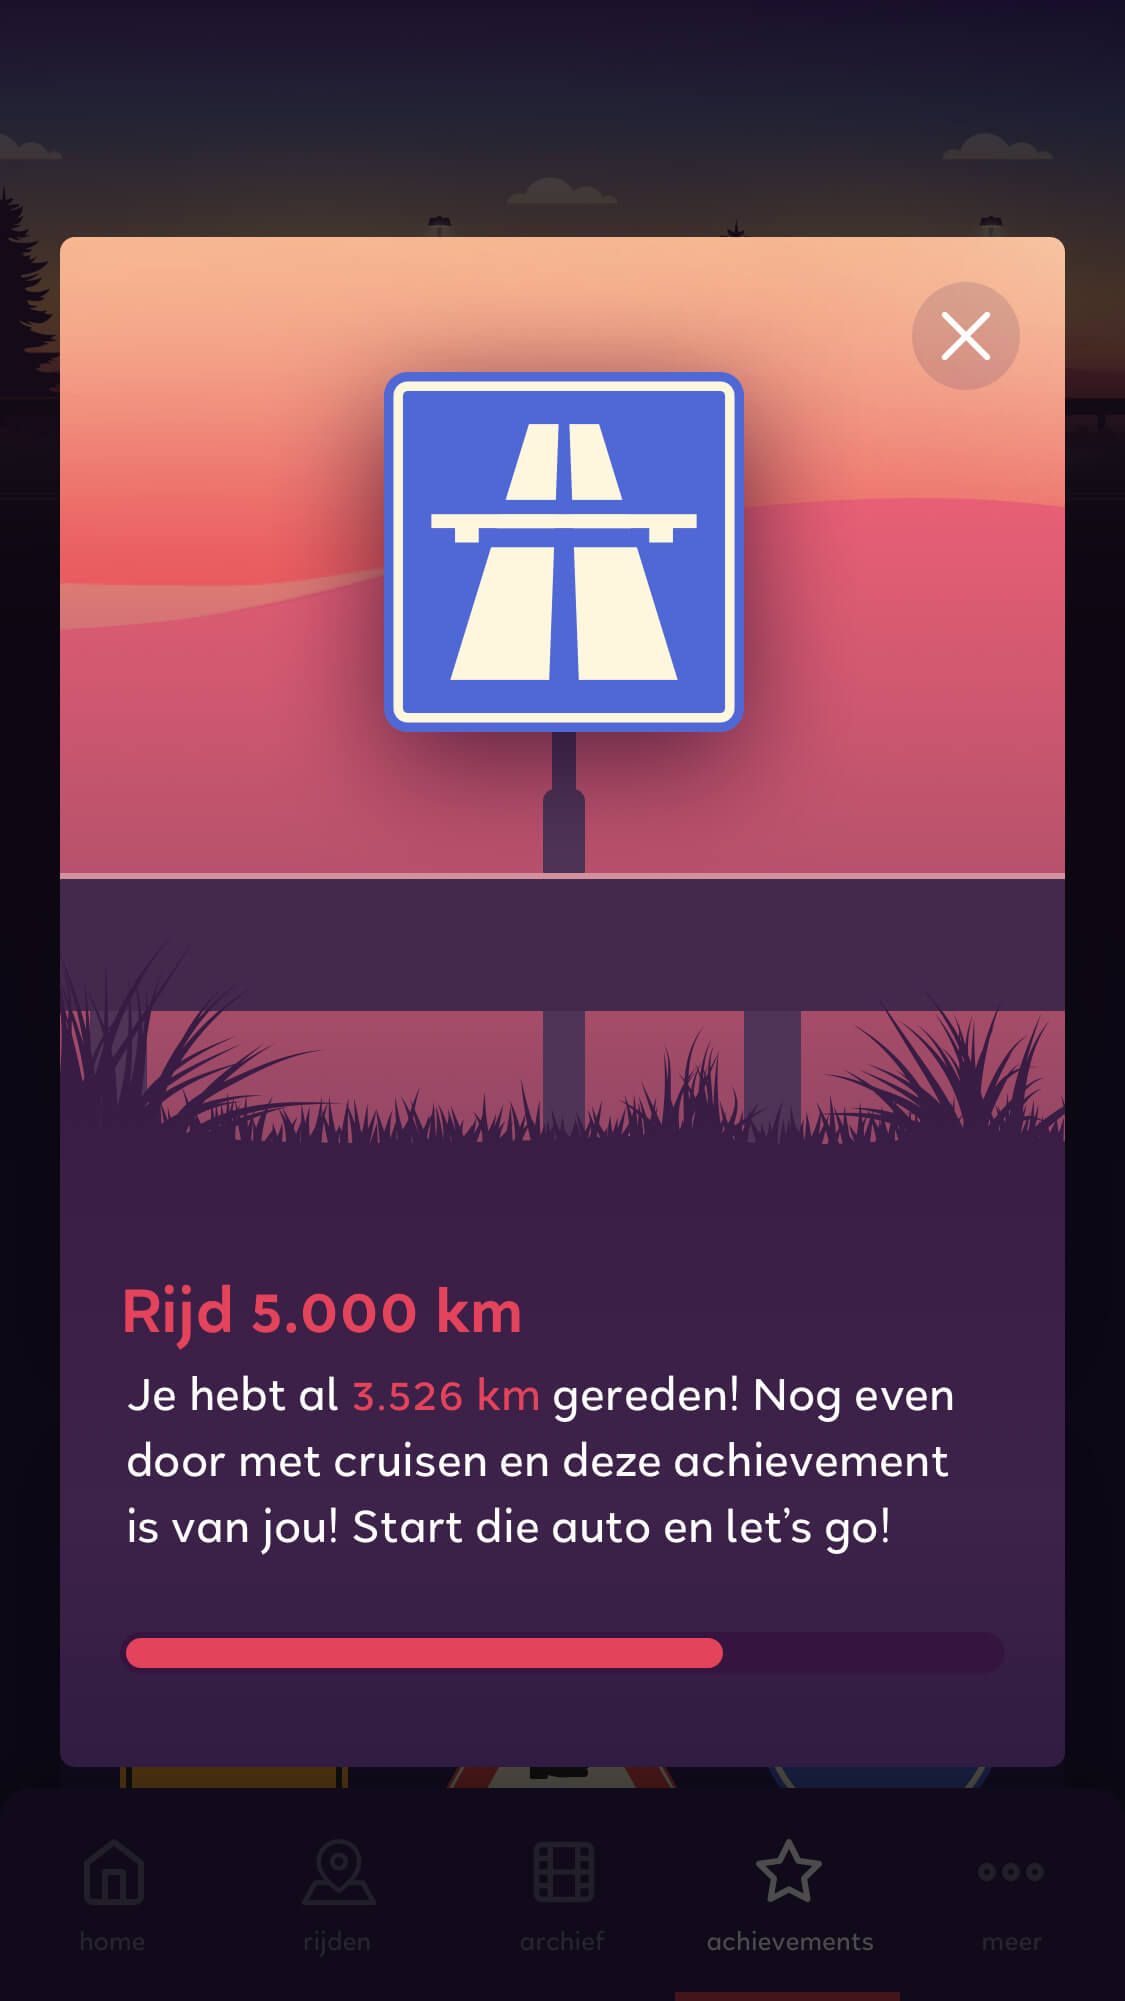 Rijd 5.000 km
Je hebt al 3.526 km gereden! Nog even
door met cruisen en deze achievement
is van jou! Start die auto en let’s go!
home
rijden
archief
achievements
meer